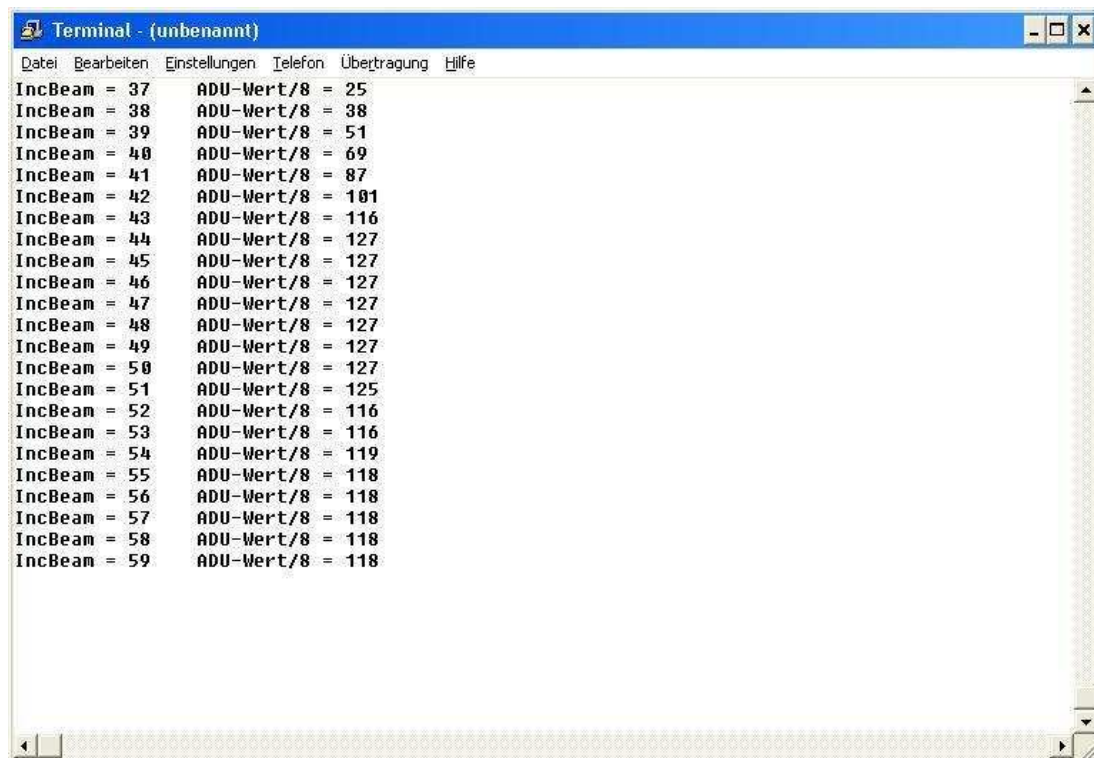 Terminal - (unbenannt)
Datei Bearbeiten Einstellungen Telefon Übertragung Hilfe
IncBeam = 37 ADU-Wert/8 = 25
IncBeam = 38 ADU-Wert/8 = 38
IncBeam = 39 ADU-Wert/8 = 51
IncBeam = 40 ADU-Wert/8 = 69
IncBeam = 41 ADU-Wert/8 = 87
IncBeam = 42 ADU-Wert/8 = 101
IncBeam = 43 ADU-Wert/8 = 116
IncBeam = 44 ADU-Wert/8 = 127
IncBeam = 45 ADU-Wert/8 = 127
IncBeam = 46 ADU-Wert/8 = 127
IncBeam = 47 ADU-Wert/8 = 127
IncBeam = 48 ADU-Wert/8 = 127
IncBeam = 49 ADU-Wert/8 = 127
IncBeam = 50 ADU-Wert/8 = 127
IncBeam = 51 ADU-Wert/8 = 125
IncBeam = 52 ADU-Wert/8 = 116
IncBeam = 53 ADU-Wert/8 = 116
IncBeam = 54 ADU-Wert/8 = 119
IncBeam = 55 ADU-Wert/8 = 118
IncBeam = 56 ADU-Wert/8 = 118
IncBeam = 57 ADU-Wert/8 = 118
IncBeam = 58 ADU-Wert/8 = 118
IncBeam = 59 ADU-Wert/8 = 118